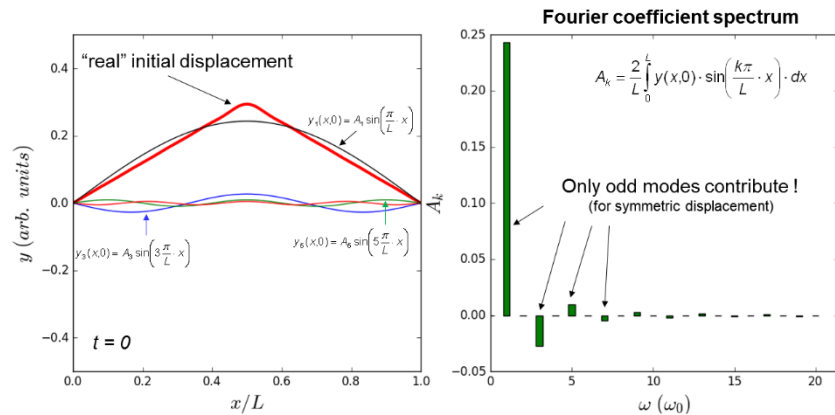 Fourier coefficient spectrum
"real" initial displacement
y₁(x,0) = A₁ sin(π/L · x)
y₃(x,0) = A₃ sin(3 π/L · x)
y₅(x,0) = A₅ sin(5 π/L · x)
t = 0
y (arb. units)
0.4
0.2
0.0
−0.2
−0.4
0.0
0.2
0.4
0.6
0.8
1.0
x/L
A_k = 2/L ∫₀ᴸ y(x,0) · sin(kπ/L · x) · dx
Only odd modes contribute !
(for symmetric displacement)
A_k
0.25
0.20
0.15
0.10
0.05
0.00
−0.05
0
5
10
15
20
ω (ω₀)